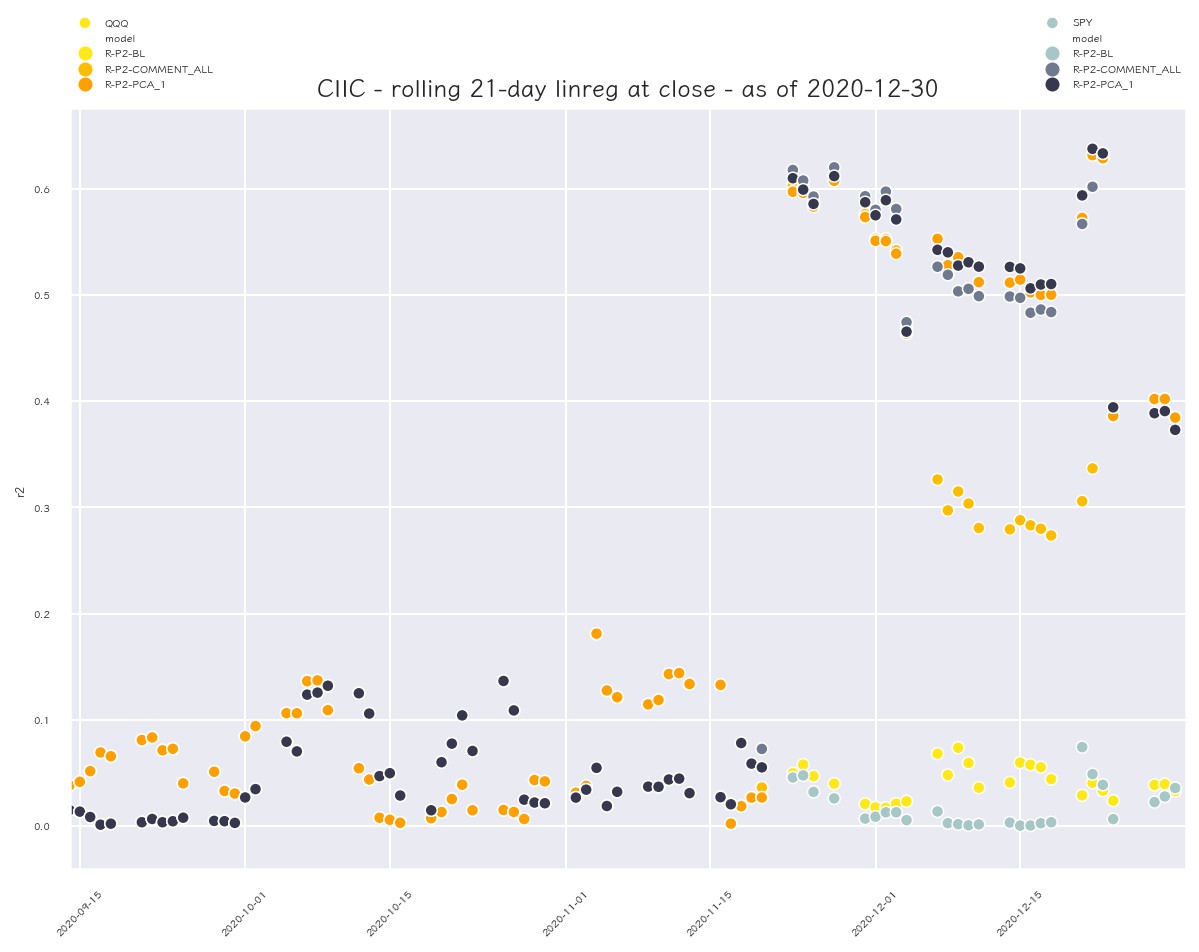 QQQ
model
R-P2-BL
R-P2-COMMENT_ALL
R-P2-PCA_1
SPY
model
R-P2-BL
R-P2-COMMENT_ALL
R-P2-PCA_1
CIIC - rolling 21-day linreg at close - as of 2020-12-30
r2
0.6
0.5
0.4
0.3
0.2
0.1
0.0
2020-09-15
2020-10-01
2020-10-15
2020-11-01
2020-11-15
2020-12-01
2020-12-15